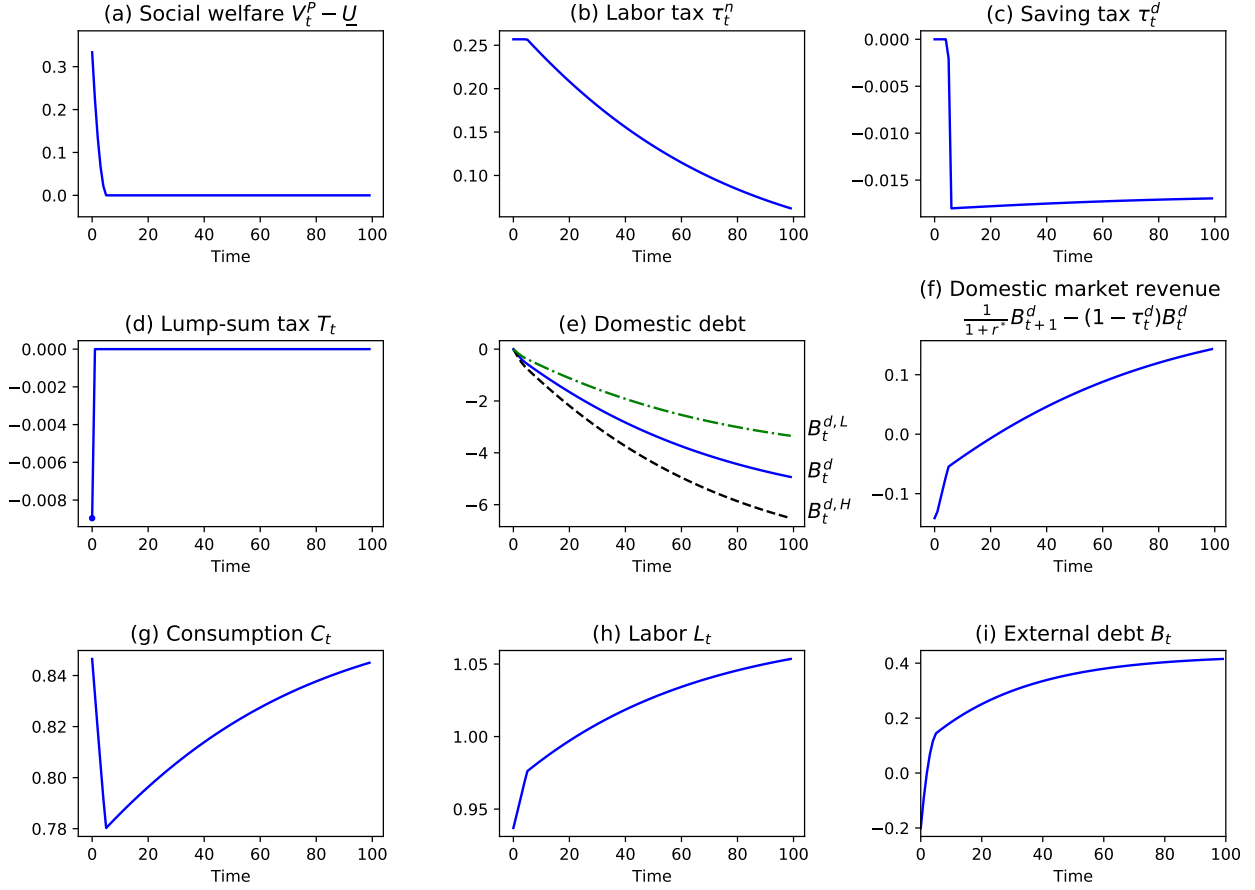 (a) Social welfare $V_t^P - \underline{U}$
0.3
0.2
0.1
0.0
0 20 40 60 80 100
Time
(b) Labor tax $\tau_t^n$
0.25
0.20
0.15
0.10
0 20 40 60 80 100
Time
(c) Saving tax $\tau_t^d$
0.000
−0.005
−0.010
−0.015
0 20 40 60 80 100
Time
(d) Lump-sum tax $T_t$
0.000
−0.002
−0.004
−0.006
−0.008
0 20 40 60 80 100
Time
(e) Domestic debt
0
−2
−4
−6
$B_t^{d,L}$
$B_t^d$
$B_t^{d,H}$
0 20 40 60 80 100
Time
(f) Domestic market revenue
$\frac{1}{1+r^*}B_{t+1}^d - (1-\tau_t^d)B_t^d$
0.1
0.0
−0.1
0 20 40 60 80 100
Time
(g) Consumption $C_t$
0.84
0.82
0.80
0.78
0 20 40 60 80 100
Time
(h) Labor $L_t$
1.05
1.00
0.95
0 20 40 60 80 100
Time
(i) External debt $B_t$
0.4
0.2
0.0
−0.2
0 20 40 60 80 100
Time